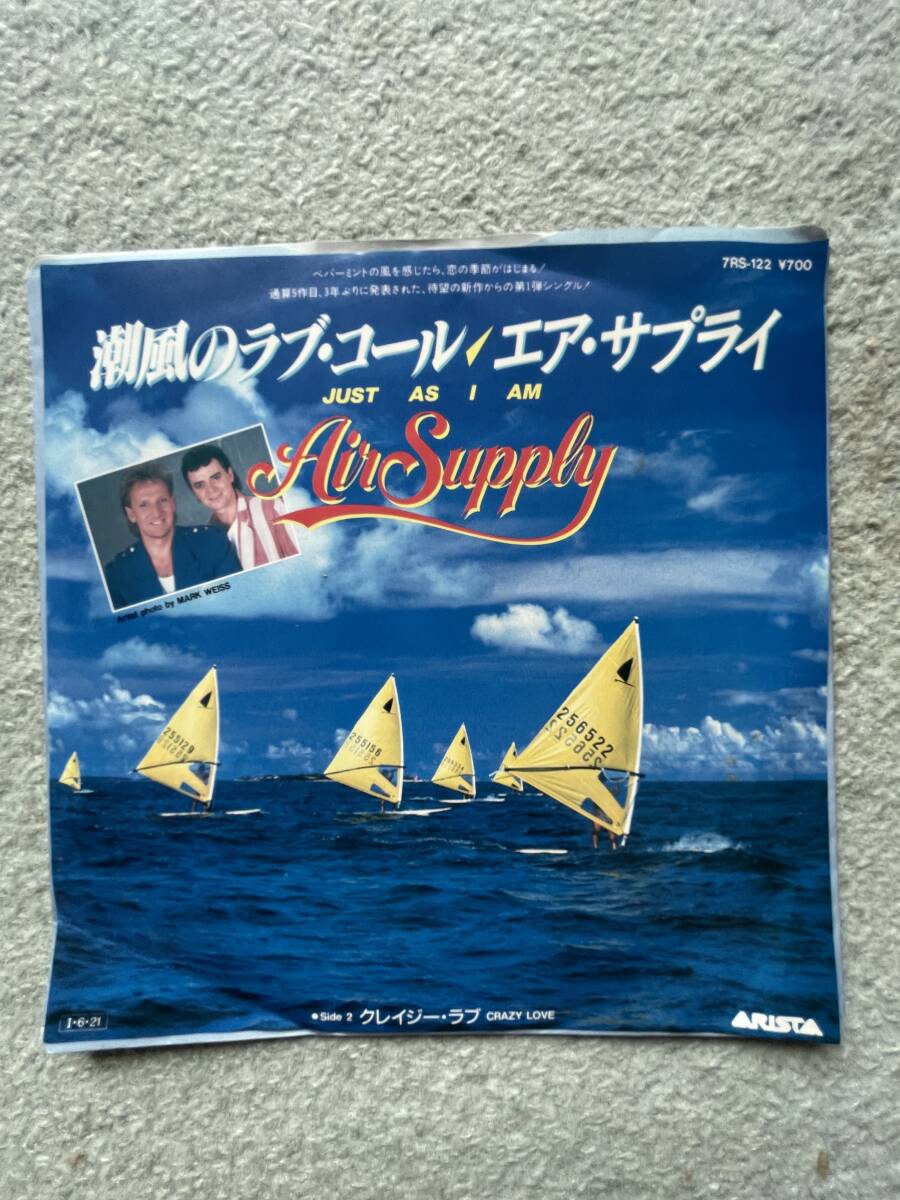 7RS-122 ¥700
ペパーミントの風を感じたら、恋の季節がはじまる!
通算5作目、3年ぶりに発表された、待望の新作からの第1弾シングル!
潮風のラブ・コール/エア・サプライ
JUST AS I AM
Air Supply
Artist photo by MARK WEISS
255129
255156
256522
●Side 2 クレイジー・ラブ CRAZY LOVE
I・6・21
ARISTA